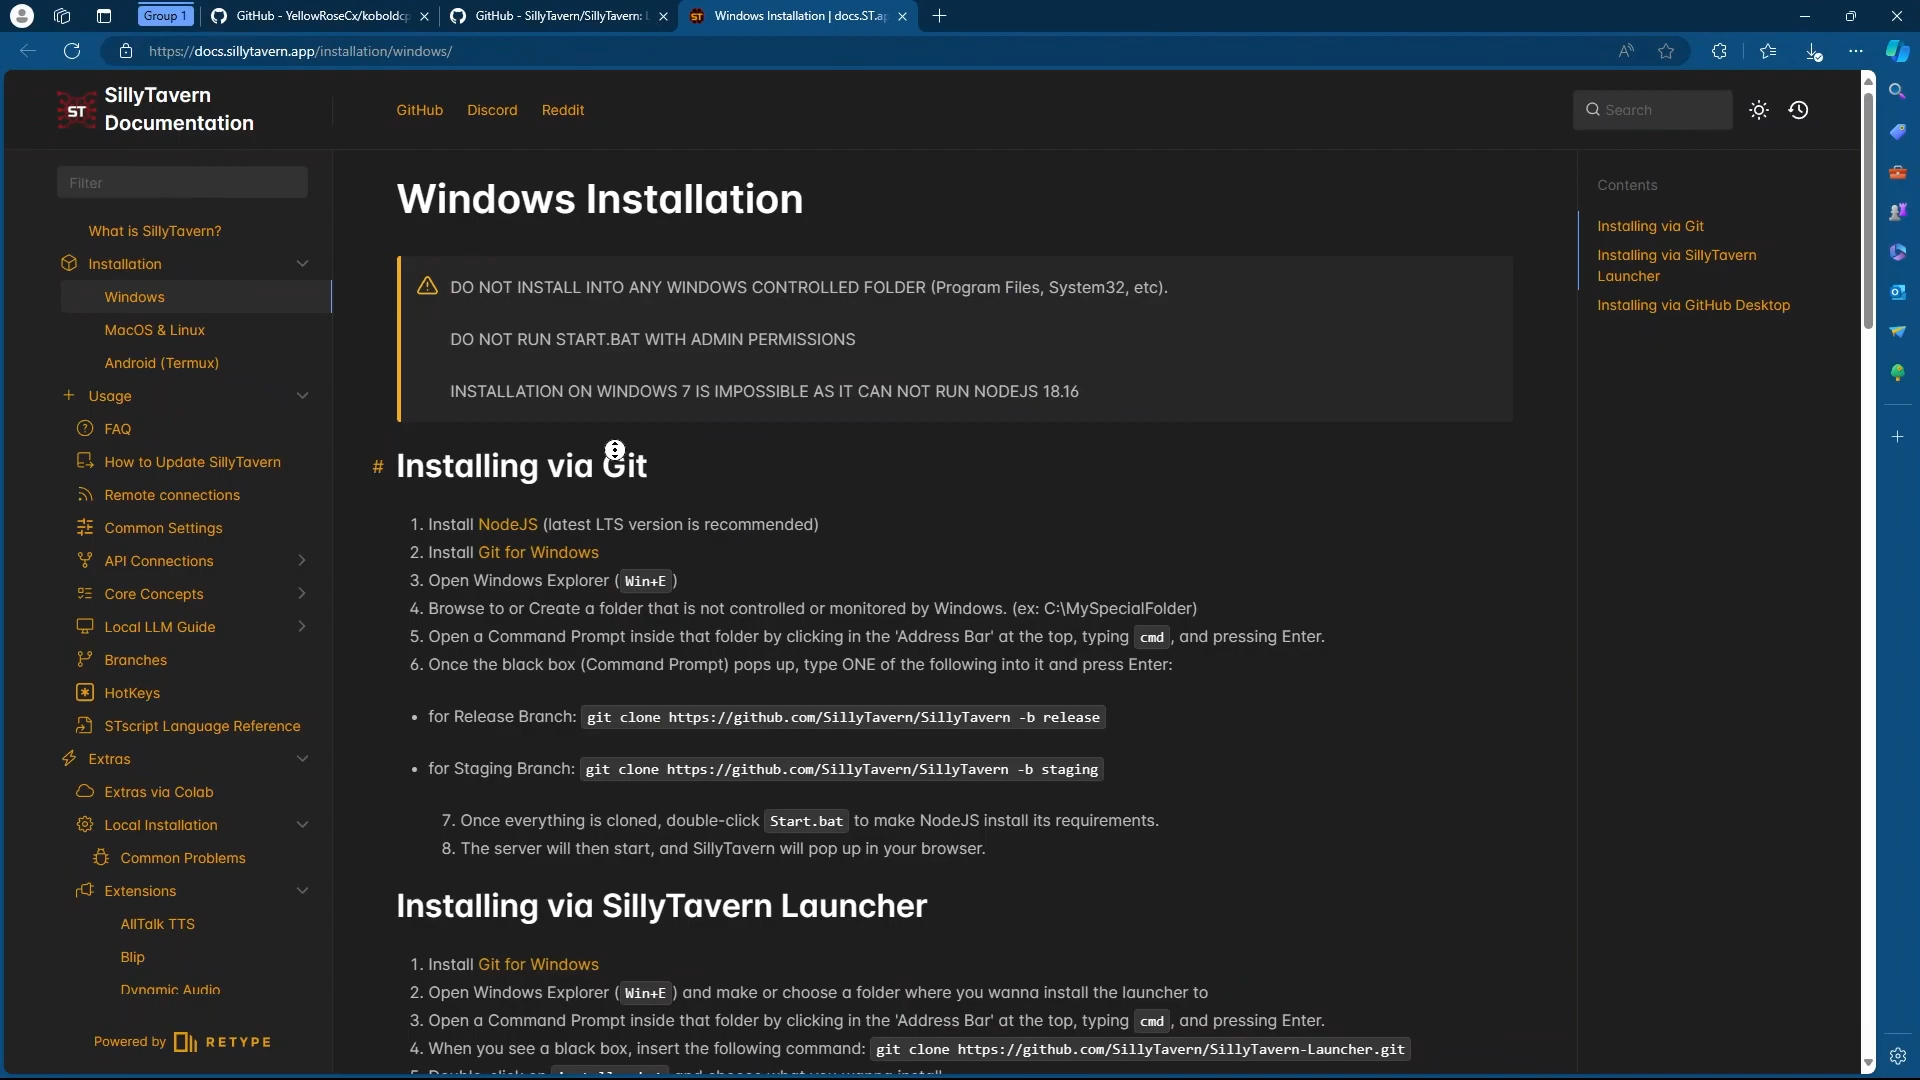 Group 1
GitHub - YellowRoseCx/koboldcp
GitHub - SillyTavern/SillyTavern: L
Windows Installation | docs.ST.ap
https://docs.sillytavern.app/installation/windows/
ST
SillyTavern
Documentation
GitHub
Discord
Reddit
Search
Filter
What is SillyTavern?
Installation
Windows
MacOS & Linux
Android (Termux)
Usage
FAQ
How to Update SillyTavern
Remote connections
Common Settings
API Connections
Core Concepts
Local LLM Guide
Branches
HotKeys
STscript Language Reference
Extras
Extras via Colab
Local Installation
Common Problems
Extensions
AllTalk TTS
Blip
Dynamic Audio
Powered by RETYPE
Windows Installation
DO NOT INSTALL INTO ANY WINDOWS CONTROLLED FOLDER (Program Files, System32, etc).
DO NOT RUN START.BAT WITH ADMIN PERMISSIONS
INSTALLATION ON WINDOWS 7 IS IMPOSSIBLE AS IT CAN NOT RUN NODEJS 18.16
# Installing via Git
1. Install NodeJS (latest LTS version is recommended)
2. Install Git for Windows
3. Open Windows Explorer (Win+E)
4. Browse to or Create a folder that is not controlled or monitored by Windows. (ex: C:\MySpecialFolder)
5. Open a Command Prompt inside that folder by clicking in the 'Address Bar' at the top, typing cmd, and pressing Enter.
6. Once the black box (Command Prompt) pops up, type ONE of the following into it and press Enter:
• for Release Branch: git clone https://github.com/SillyTavern/SillyTavern -b release
• for Staging Branch: git clone https://github.com/SillyTavern/SillyTavern -b staging
7. Once everything is cloned, double-click Start.bat to make NodeJS install its requirements.
8. The server will then start, and SillyTavern will pop up in your browser.
Installing via SillyTavern Launcher
1. Install Git for Windows
2. Open Windows Explorer (Win+E) and make or choose a folder where you wanna install the launcher to
3. Open a Command Prompt inside that folder by clicking in the 'Address Bar' at the top, typing cmd, and pressing Enter.
4. When you see a black box, insert the following command: git clone https://github.com/SillyTavern/SillyTavern-Launcher.git
Contents
Installing via Git
Installing via SillyTavern
Launcher
Installing via GitHub Desktop